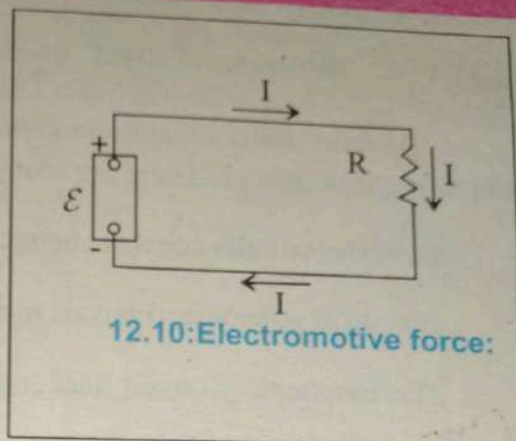 I
+
R
I
ε
-
I
12.10:Electromotive force: